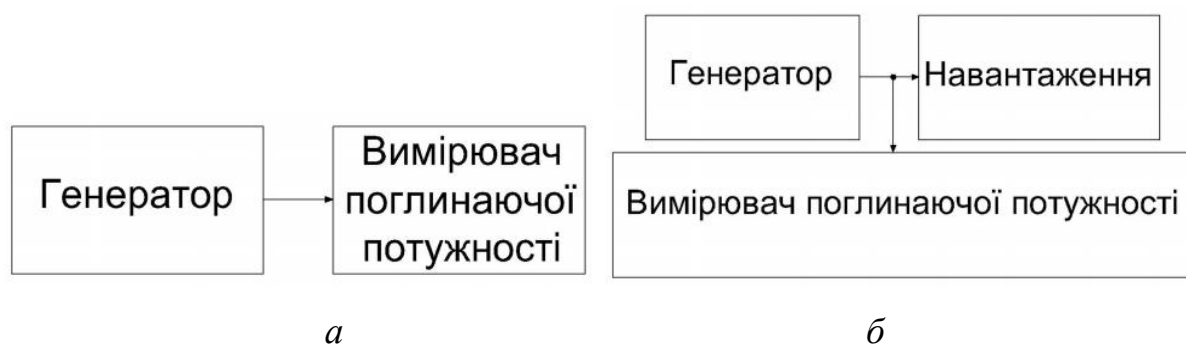 Генератор
Вимірювач
поглинаючої
потужності
а
Генератор
Навантаження
Вимірювач поглинаючої потужності
б